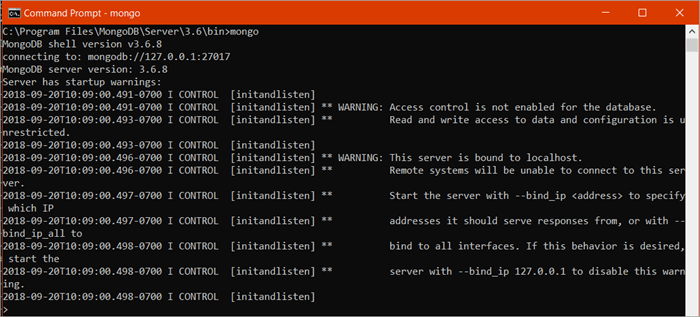 Command Prompt - mongo
C:\Program Files\MongoDB\Server\3.6\bin>mongo
MongoDB shell version v3.6.8
connecting to: mongodb://127.0.0.1:27017
MongoDB server version: 3.6.8
Server has startup warnings:
2018-09-20T10:09:00.491-0700 I CONTROL  [initandlisten]
2018-09-20T10:09:00.491-0700 I CONTROL  [initandlisten] ** WARNING: Access control is not enabled for the database.
2018-09-20T10:09:00.493-0700 I CONTROL  [initandlisten] **          Read and write access to data and configuration is u
nrestricted.
2018-09-20T10:09:00.493-0700 I CONTROL  [initandlisten]
2018-09-20T10:09:00.496-0700 I CONTROL  [initandlisten] ** WARNING: This server is bound to localhost.
2018-09-20T10:09:00.496-0700 I CONTROL  [initandlisten] **          Remote systems will be unable to connect to this ser
ver.
2018-09-20T10:09:00.497-0700 I CONTROL  [initandlisten] **          Start the server with --bind_ip <address> to specify
 which IP
2018-09-20T10:09:00.497-0700 I CONTROL  [initandlisten] **          addresses it should serve responses from, or with --
bind_ip_all to
2018-09-20T10:09:00.498-0700 I CONTROL  [initandlisten] **          bind to all interfaces. If this behavior is desired,
 start the
2018-09-20T10:09:00.498-0700 I CONTROL  [initandlisten] **          server with --bind_ip 127.0.0.1 to disable this warn
ing.
2018-09-20T10:09:00.498-0700 I CONTROL  [initandlisten]
>